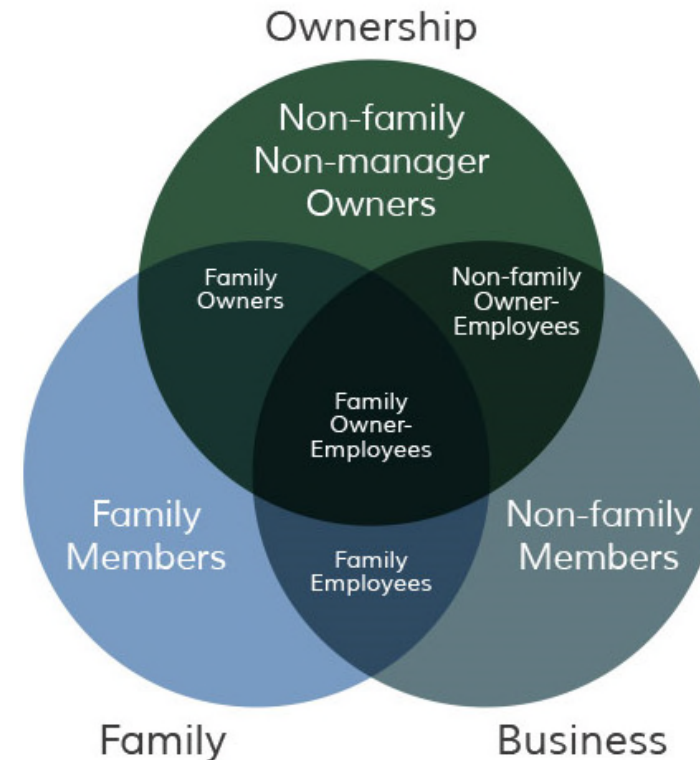 Ownership
Non-family
Non-manager
Owners
Family
Owners
Non-family
Owner-
Employees
Family
Owner-
Employees
Family
Members
Non-family
Members
Family
Employees
Family
Business